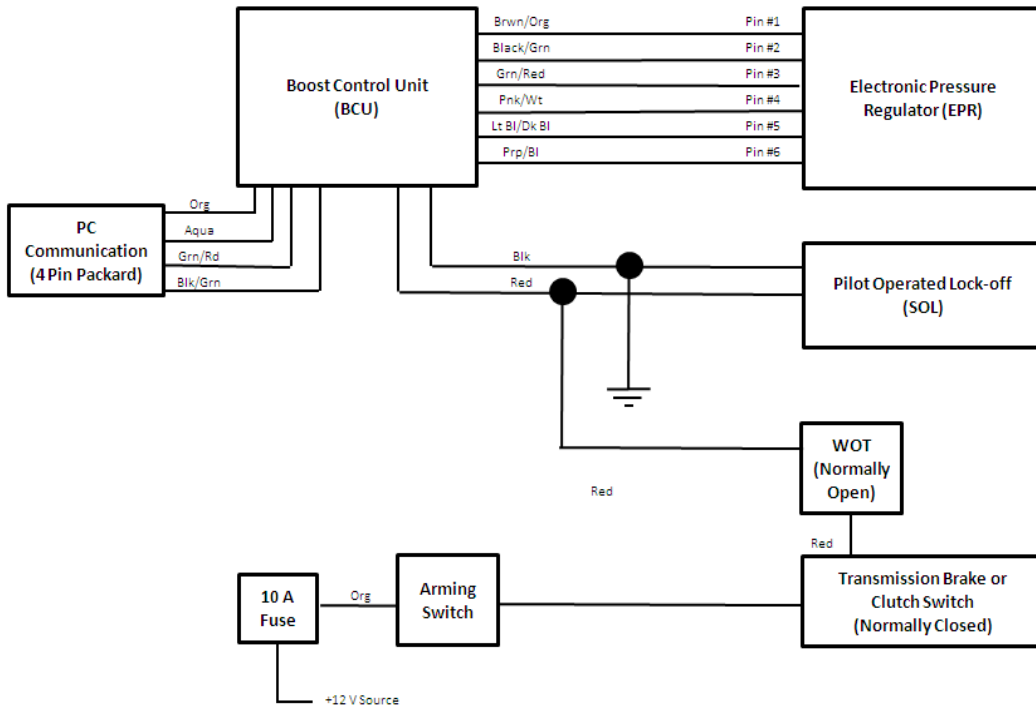 Brwn/Org Pin #1
Black/Grn Pin #2
Grn/Red Pin #3
Pnk/Wt Pin #4
Lt Bl/Dk Bl Pin #5
Prp/Bl Pin #6
Boost Control Unit
(BCU)
Electronic Pressure
Regulator (EPR)
PC
Communication
(4 Pin Packard)
Org
Aqua
Grn/Rd
Blk/Grn
Blk
Red
Pilot Operated Lock-off
(SOL)
WOT
(Normally
Open)
Red
Red
Transmission Brake or
Clutch Switch
(Normally Closed)
10 A
Fuse
Org
Arming
Switch
+12 V Source